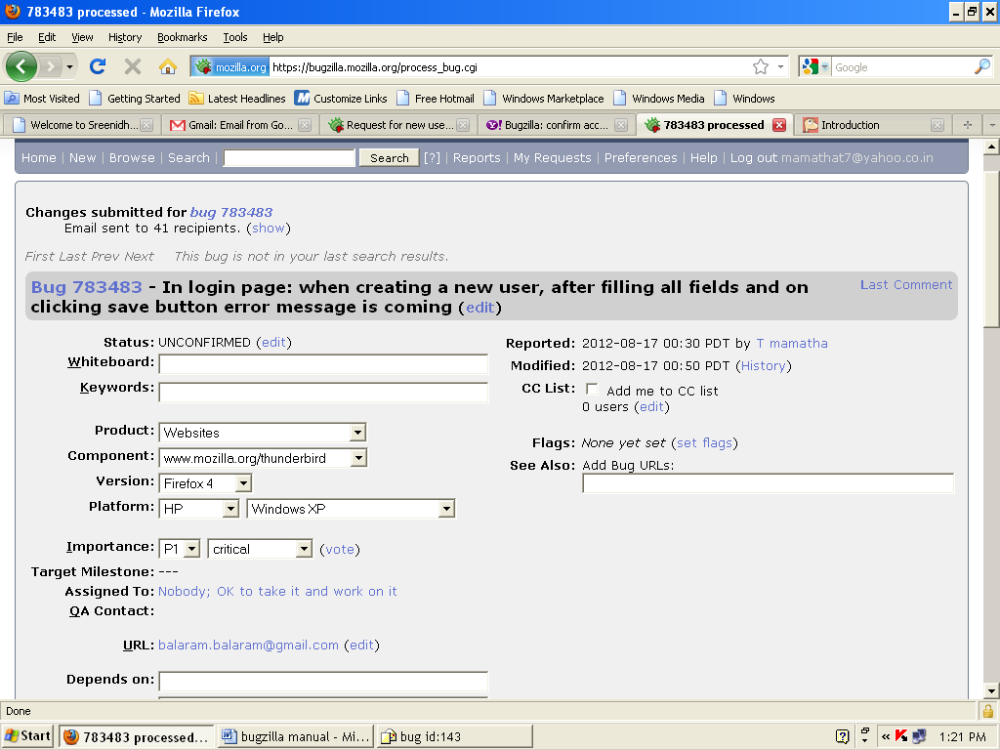 783483 processed - Mozilla Firefox
File Edit View History Bookmarks Tools Help
mozilla.org https://bugzilla.mozilla.org/process_bug.cgi Google
Most Visited Getting Started Latest Headlines Customize Links Free Hotmail Windows Marketplace Windows Media Windows
Welcome to Sreenidh... Gmail: Email from Go... Request for new use... Bugzilla: confirm acc... 783483 processed Introduction
Home | New | Browse | Search | Search [?] | Reports | My Requests | Preferences | Help | Log out mamathat7@yahoo.co.in
Changes submitted for bug 783483
Email sent to 41 recipients. (show)
First Last Prev Next This bug is not in your last search results.
Bug 783483 - In login page: when creating a new user, after filling all fields and on clicking save button error message is coming (edit)
Last Comment
Status: UNCONFIRMED (edit)
Whiteboard:
Keywords:
Product: Websites
Component: www.mozilla.org/thunderbird
Version: Firefox 4
Platform: HP Windows XP
Importance: P1 critical (vote)
Target Milestone: ---
Assigned To: Nobody; OK to take it and work on it
QA Contact:
URL: balaram.balaram@gmail.com (edit)
Depends on:
Reported: 2012-08-17 00:30 PDT by T mamatha
Modified: 2012-08-17 00:50 PDT (History)
CC List: Add me to CC list
0 users (edit)
Flags: None yet set (set flags)
See Also: Add Bug URLs:
Done
Start 783483 processed... bugzilla manual - Mi... bug id:143 « 1:21 PM